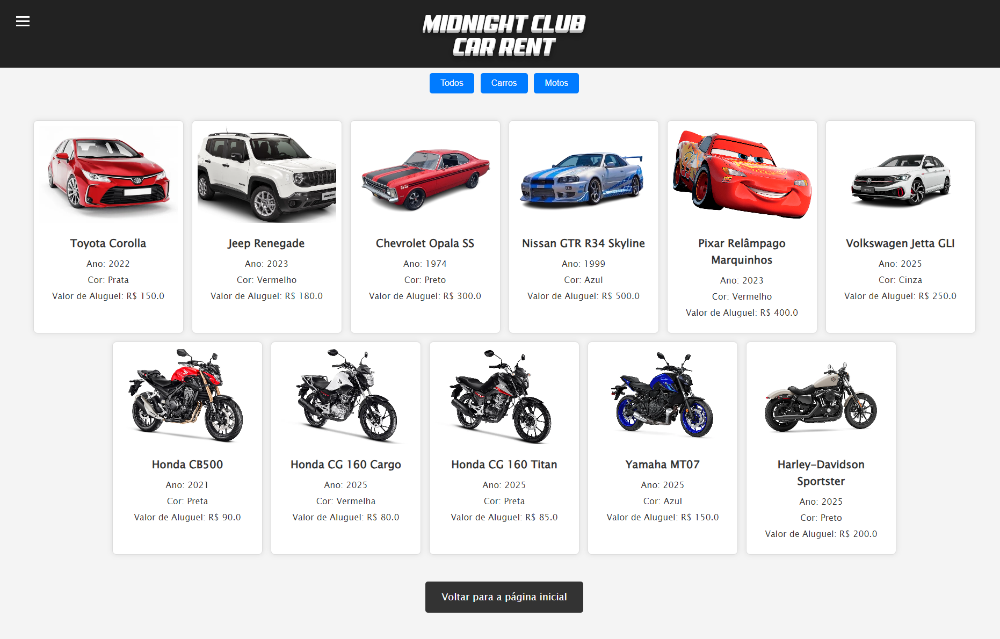 MIDNIGHT CLUB
CAR RENT
Todos
Carros
Motos
SS
95
95
JETTA
Toyota Corolla
Ano: 2022
Cor: Prata
Valor de Aluguel: R$ 150.0
Jeep Renegade
Ano: 2023
Cor: Vermelho
Valor de Aluguel: R$ 180.0
Chevrolet Opala SS
Ano: 1974
Cor: Preto
Valor de Aluguel: R$ 300.0
Nissan GTR R34 Skyline
Ano: 1999
Cor: Azul
Valor de Aluguel: R$ 500.0
Pixar Relâmpago
Marquinhos
Ano: 2023
Cor: Vermelho
Valor de Aluguel: R$ 400.0
Volkswagen Jetta GLI
Ano: 2025
Cor: Cinza
Valor de Aluguel: R$ 250.0
Honda CB500
Ano: 2021
Cor: Preta
Valor de Aluguel: R$ 90.0
Honda CG 160 Cargo
Ano: 2025
Cor: Vermelha
Valor de Aluguel: R$ 80.0
Honda CG 160 Titan
Ano: 2025
Cor: Preta
Valor de Aluguel: R$ 85.0
Yamaha MT07
Ano: 2025
Cor: Azul
Valor de Aluguel: R$ 150.0
Harley-Davidson
Sportster
Ano: 2025
Cor: Preto
Valor de Aluguel: R$ 200.0
Voltar para a página inicial